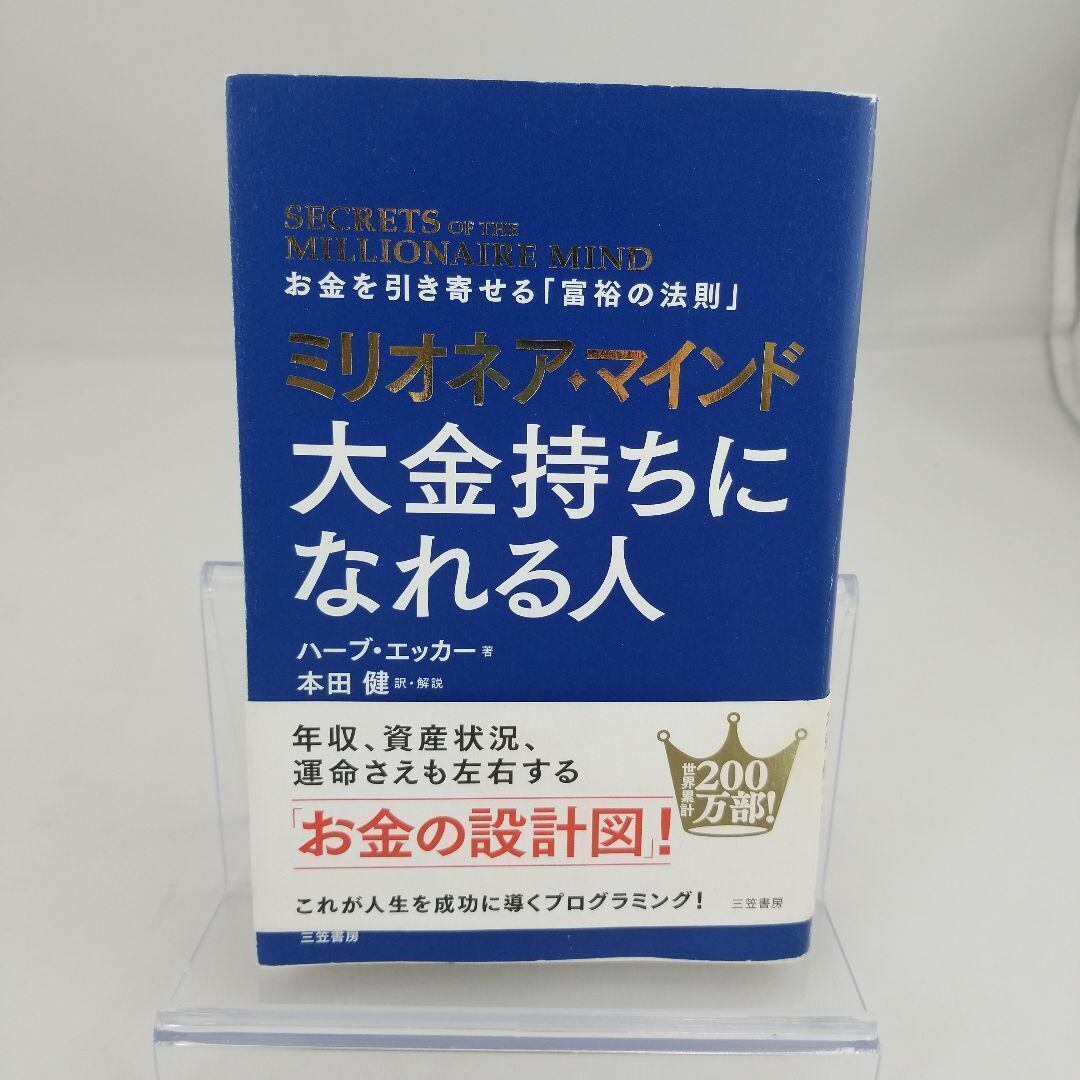 SECRETS OF THE
MILLIONAIRE MIND
お金を引き寄せる「富裕の法則」
ミリオネア・マインド
大金持ちに
なれる人
ハーブ・エッカー 著
本田 健 訳・解説
年収、資産状況、
運命さえも左右する
「お金の設計図」!
世界累計
200
万部!
これが人生を成功に導くプログラミング!
三笠書房
三笠書房